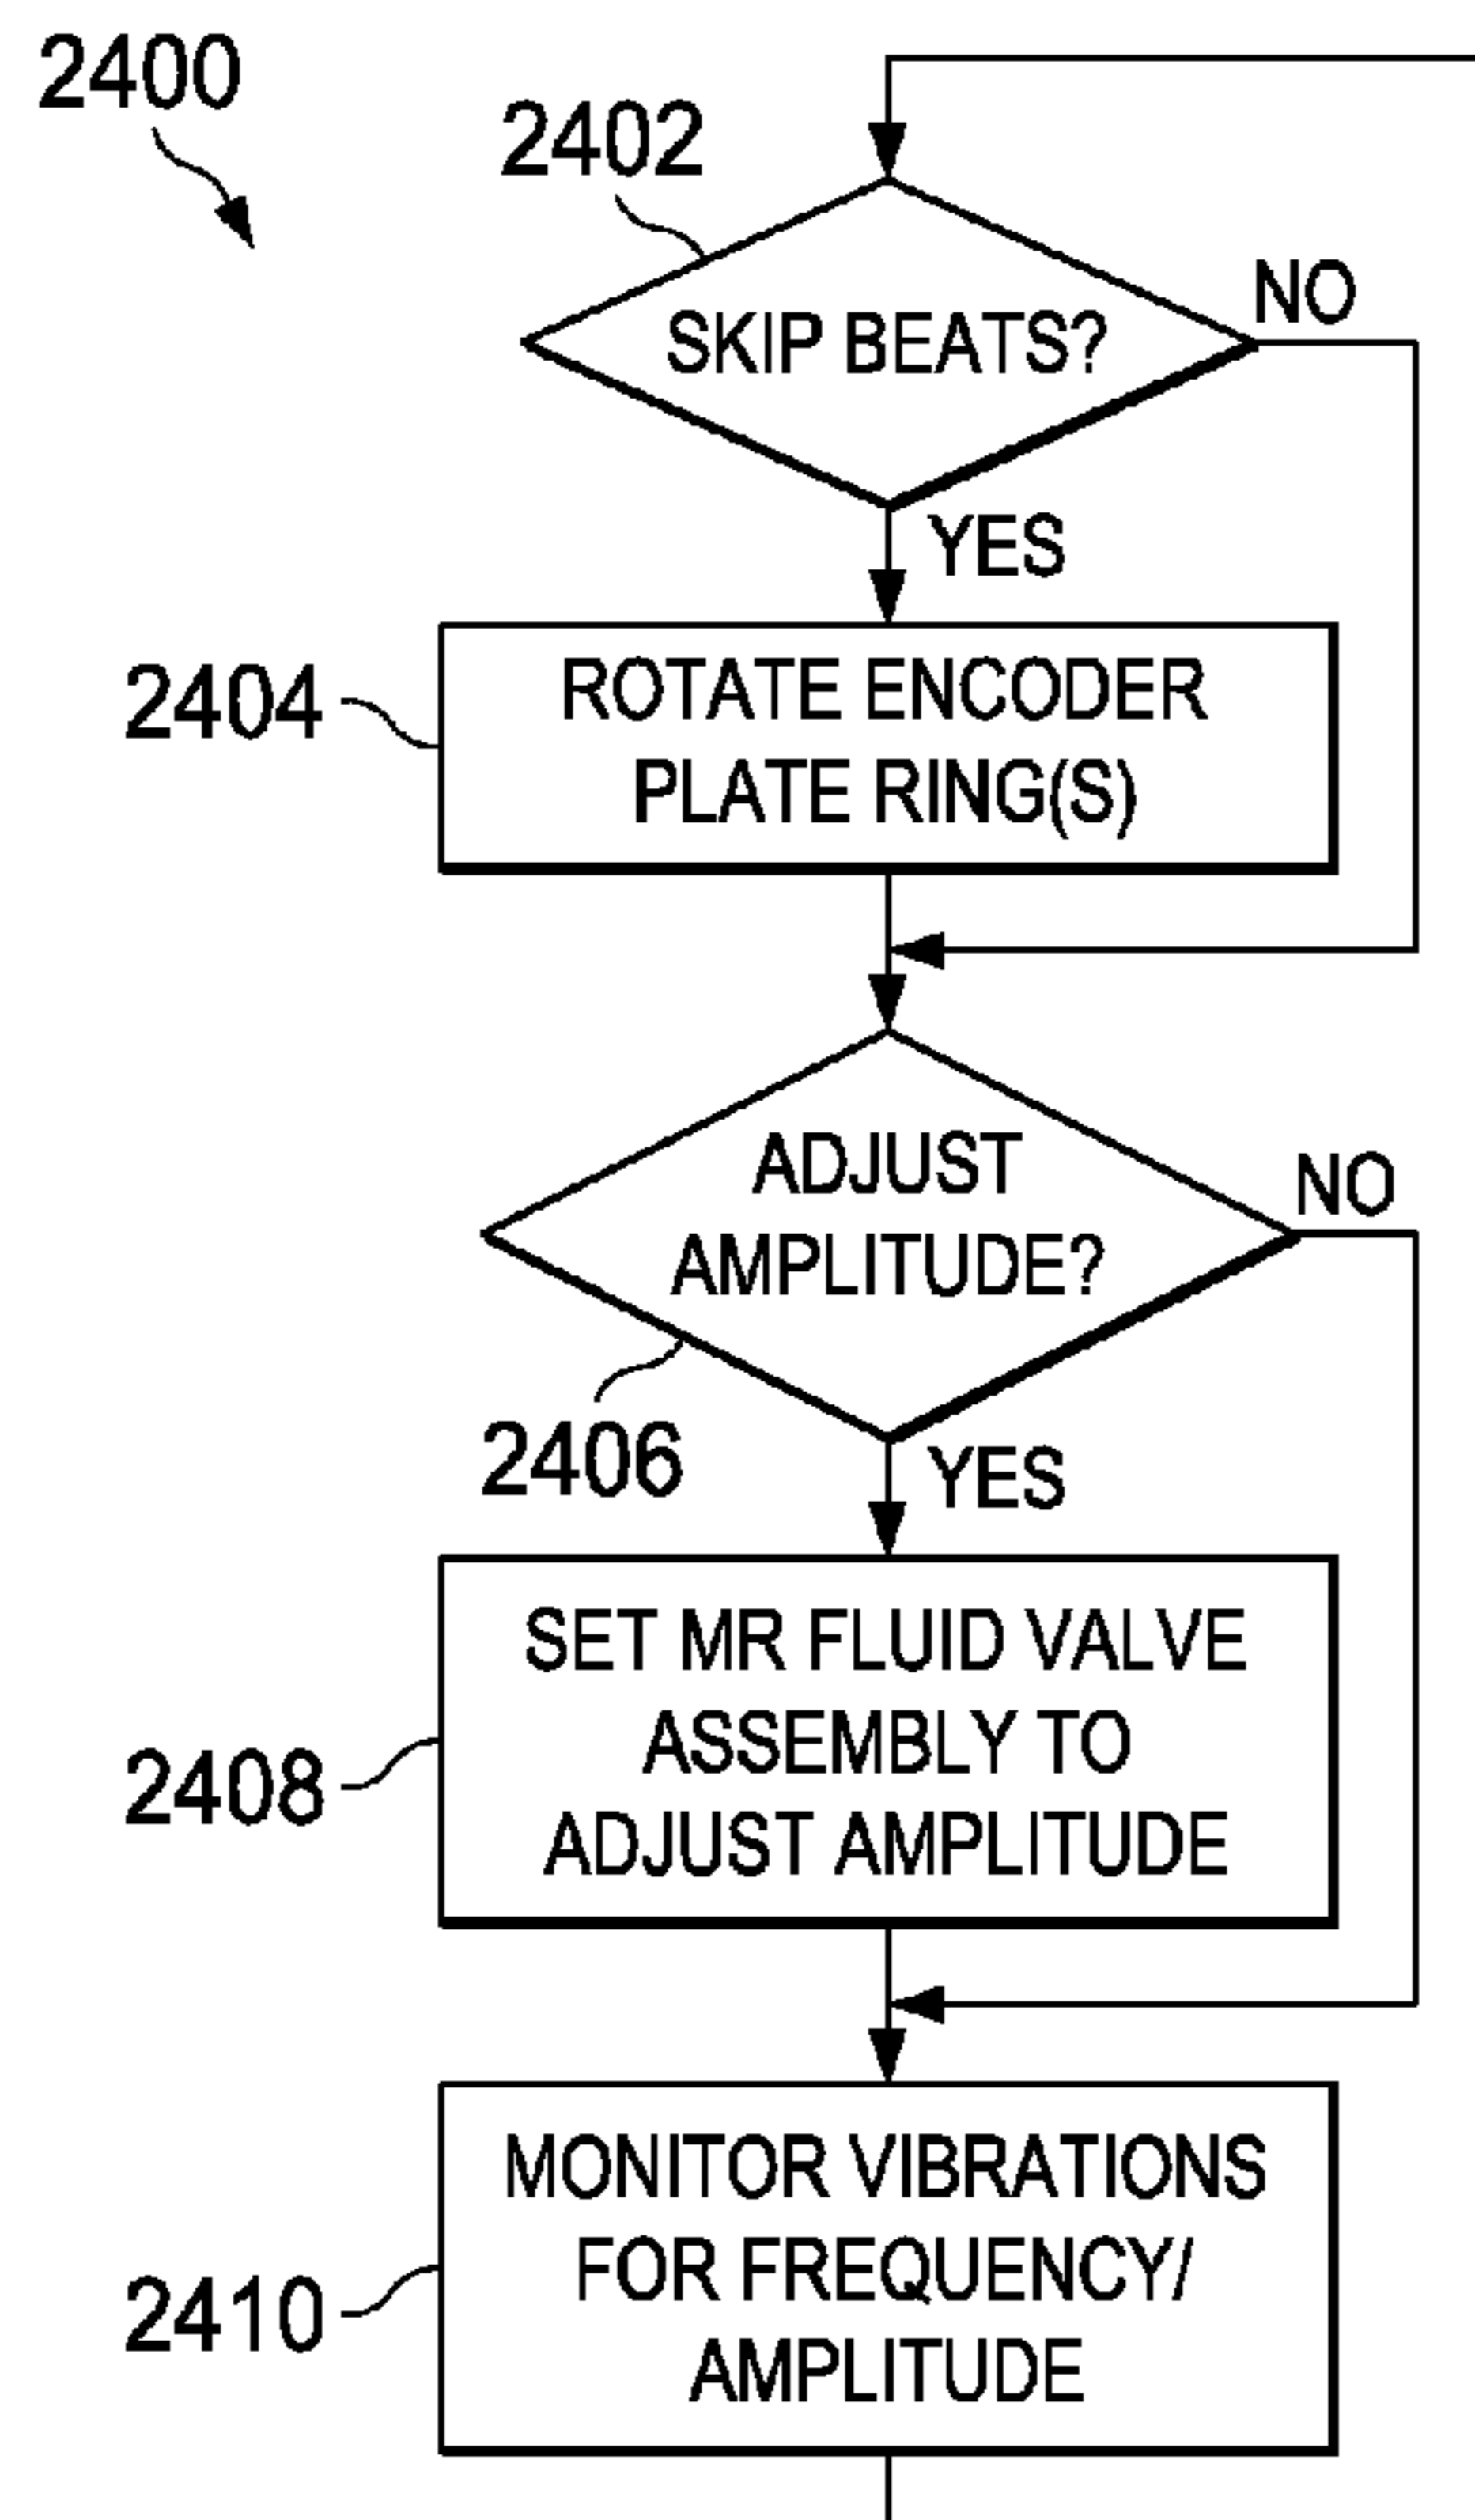 2400
2402
SKIP BEATS?
NO
YES
2404
ROTATE ENCODER
PLATE RING(S)
ADJUST
AMPLITUDE?
NO
2406
YES
2408
SET MR FLUID VALVE
ASSEMBLY TO
ADJUST AMPLITUDE
2410
MONITOR VIBRATIONS
FOR FREQUENCY/
AMPLITUDE